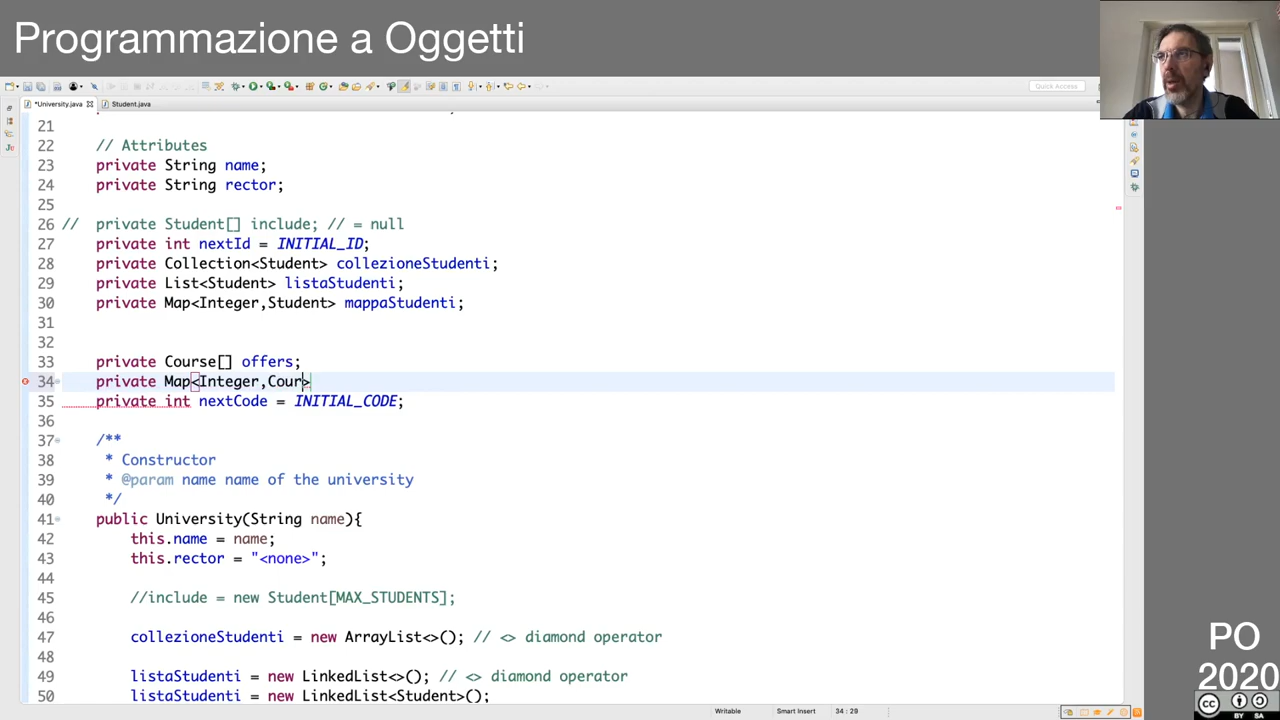 Programmazione a Oggetti
Quick Access
*University.java
Student.java
21
22 // Attributes
23 private String name;
24 private String rector;
25
26 // private Student[] include; // = null
27 private int nextId = INITIAL_ID;
28 private Collection<Student> collezioneStudenti;
29 private List<Student> listaStudenti;
30 private Map<Integer,Student> mappaStudenti;
31
32
33 private Course[] offers;
34 private Map<Integer,Cour>
35 private int nextCode = INITIAL_CODE;
36
37 /**
38 * Constructor
39 * @param name name of the university
40 */
41 public University(String name){
42 this.name = name;
43 this.rector = "<none>";
44
45 //include = new Student[MAX_STUDENTS];
46
47 collezioneStudenti = new ArrayList<>(); // <> diamond operator
48
49 listaStudenti = new LinkedList<>(); // <> diamond operator
50 listaStudenti = new LinkedList<Student>();
Writable
Smart Insert
34 : 29
PO
2020
CC
BY SA